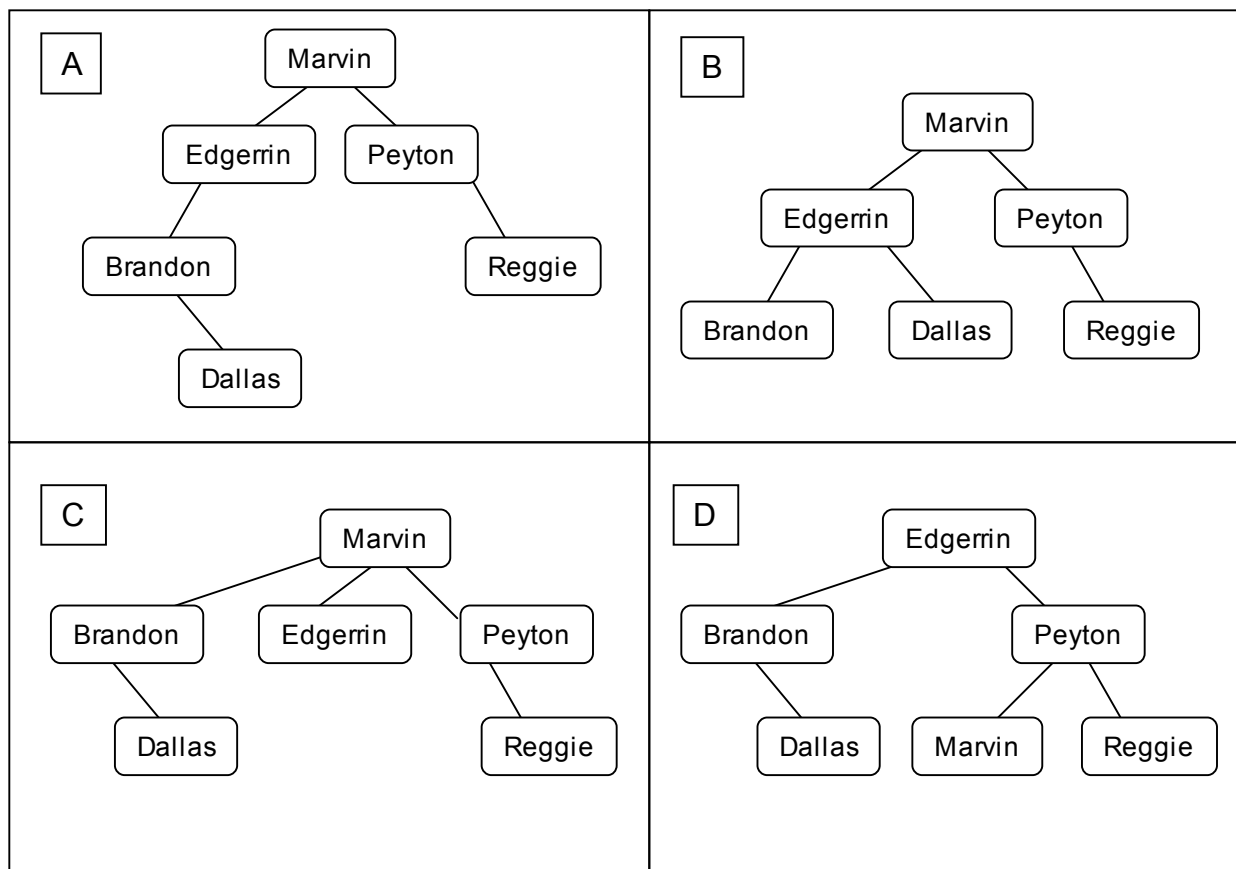 A
Marvin
Edgerrin Peyton
Brandon Reggie
Dallas
B
Marvin
Edgerrin Peyton
Brandon Dallas Reggie
C
Marvin
Brandon Edgerrin Peyton
Dallas Reggie
D
Edgerrin
Brandon Peyton
Dallas Marvin Reggie